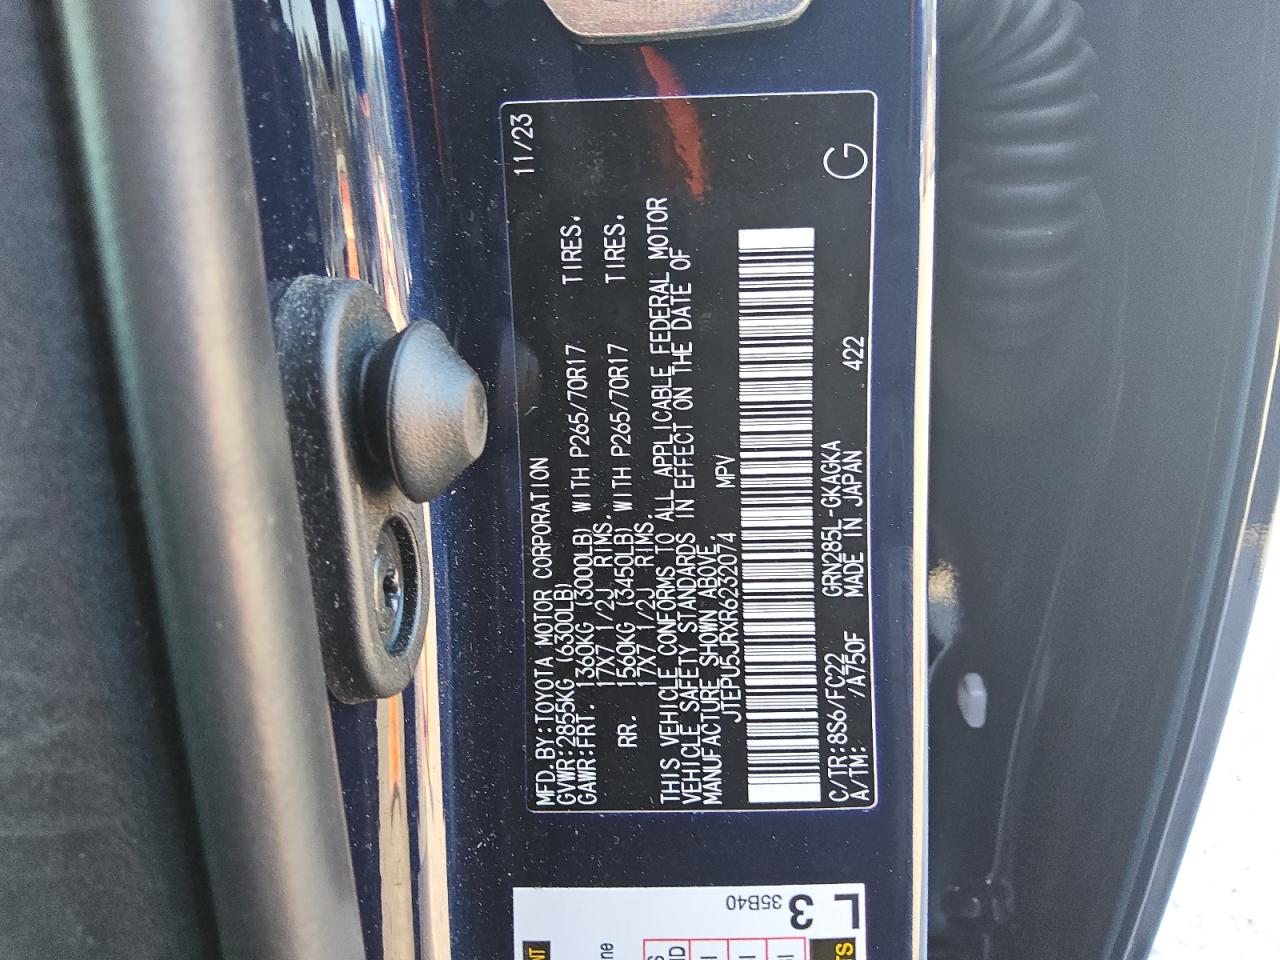 MFD.BY:TOYOTA MOTOR CORPORATION 11/23
GVWR:2855KG (6300LB)
GAWR:FRT. 1360KG (3000LB) WITH P265/70R17 TIRES.
17X7 1/2J RIMS.
RR. 1560KG (3450LB) WITH P265/70R17 TIRES.
17X7 1/2J RIMS.
THIS VEHICLE CONFORMS TO ALL APPLICABLE FEDERAL MOTOR
VEHICLE SAFETY STANDARDS IN EFFECT ON THE DATE OF
MANUFACTURE SHOWN ABOVE.
JTEPU5JRXR6232074 MPV
C/TR:8S6/FC22 GRN285L-GKAGKA
A/TM: /A750F MADE IN JAPAN 422
G
L
3
35B40